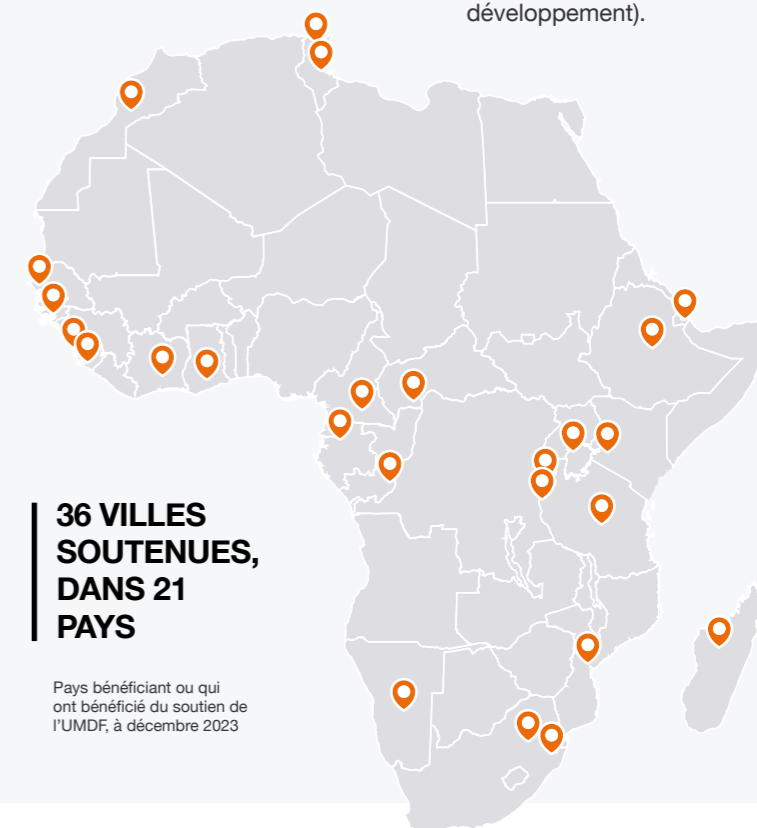 développement).
36 VILLES
SOUTENUES,
DANS 21
PAYS
Pays bénéficiant ou qui
ont bénéficié du soutien de
l’UMDF, à décembre 2023